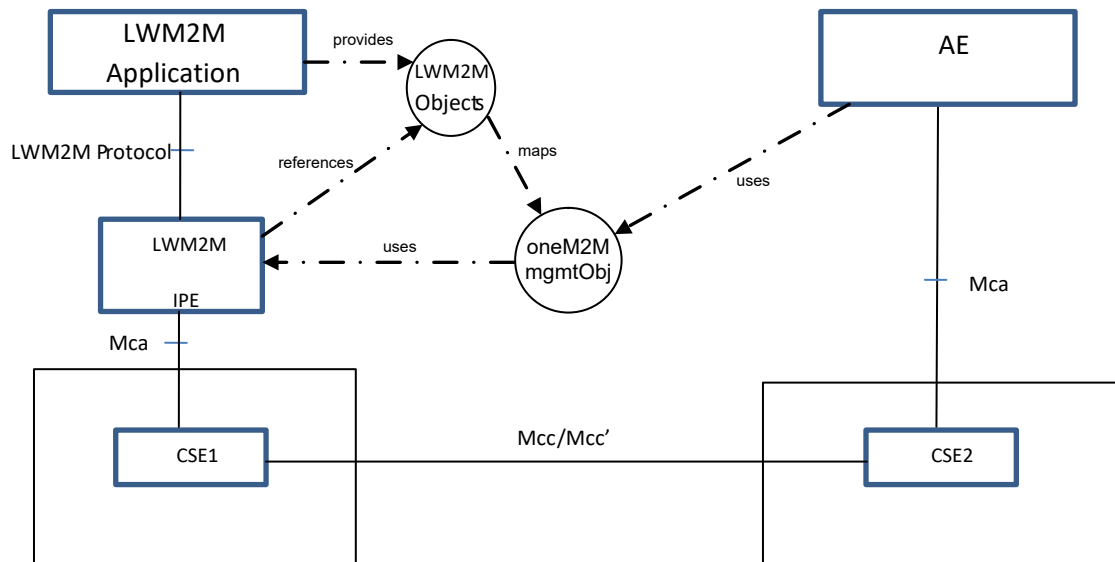 LWM2M
Application
provides
LWM2M
Objects
AE
LWM2M Protocol
references
maps
uses
LWM2M
IPE
uses
oneM2M
mgmtObj
Mca
Mca
CSE1
Mcc/Mcc’
CSE2